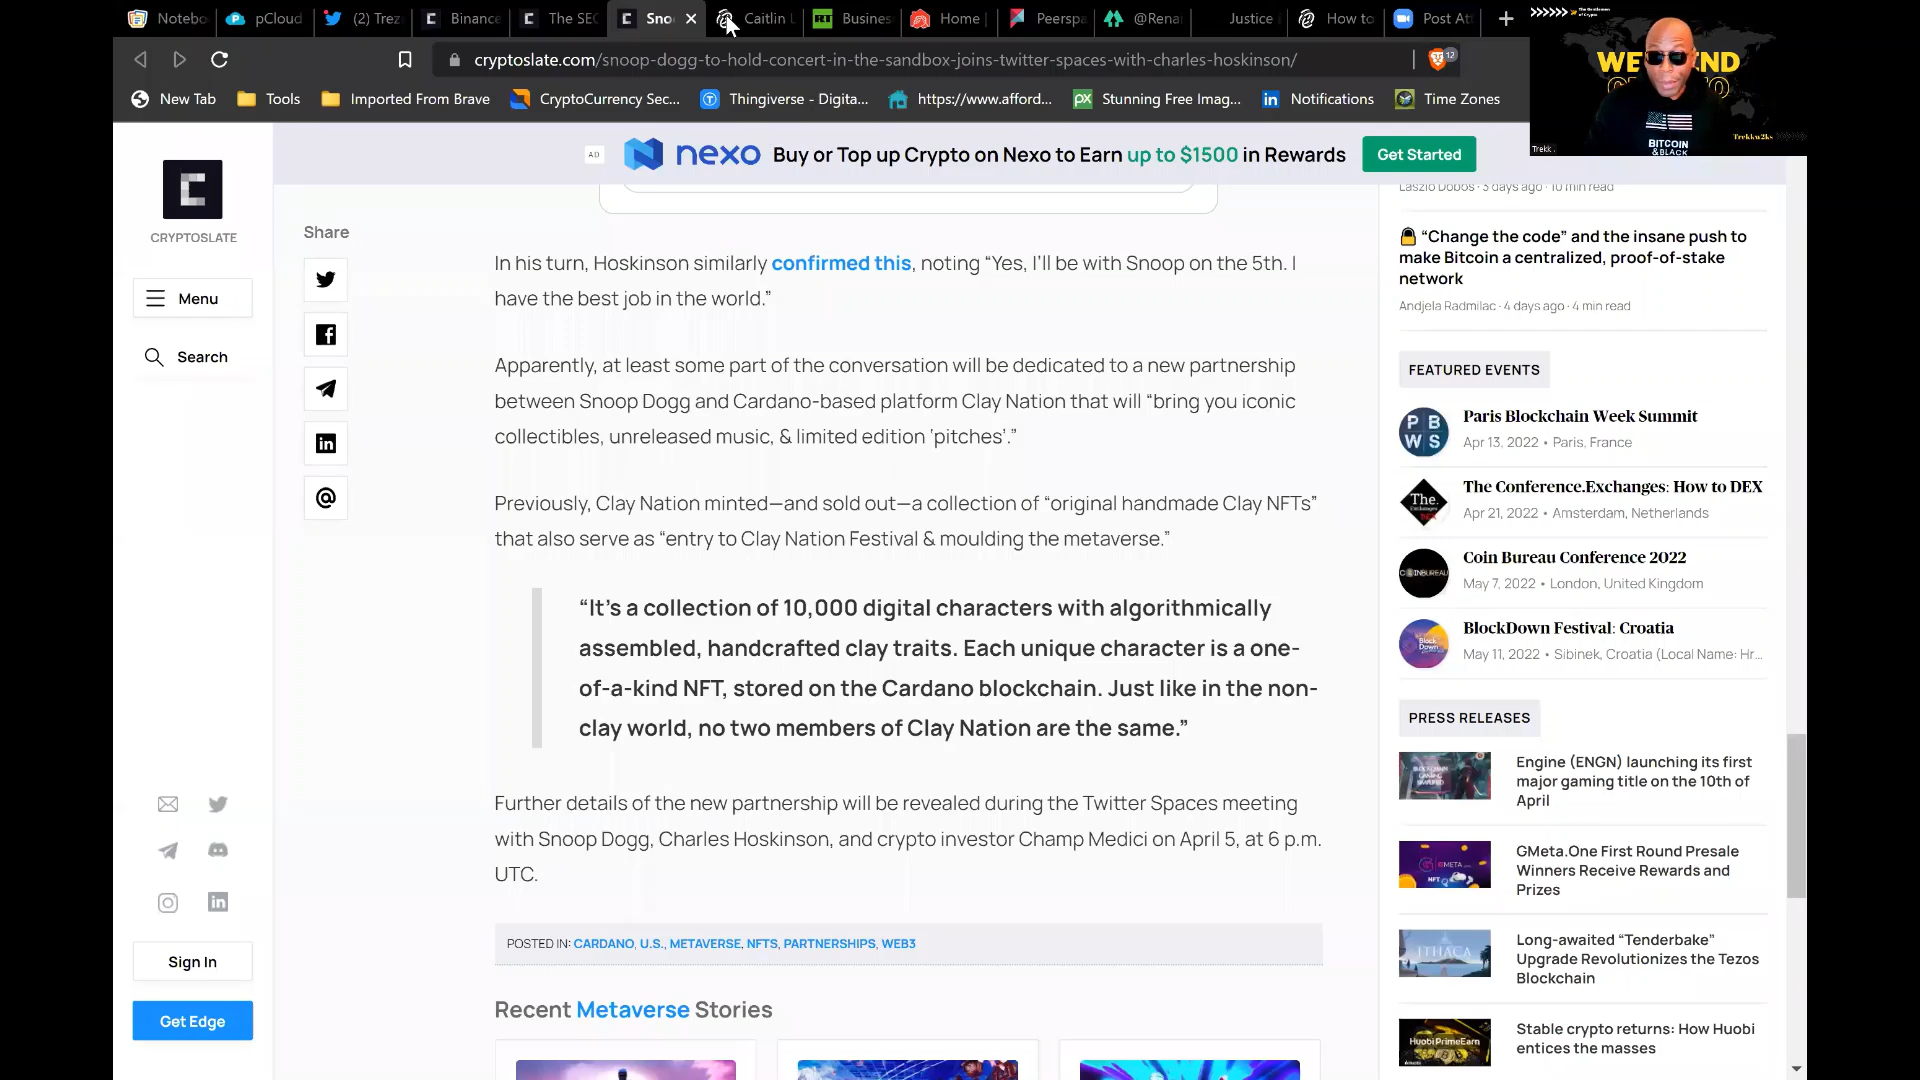 Notebo
pCloud
(2) Trez
Binance
The SEC
Snoo
Caitlin L
Busines
Home
Peerspa
@Renai
Justice
How to
Post Att
cryptoslate.com/snoop-dogg-to-hold-concert-in-the-sandbox-joins-twitter-spaces-with-charles-hoskinson/
12
New Tab
Tools
Imported From Brave
CryptoCurrency Sec...
Thingiverse - Digita...
https://www.afford...
Stunning Free Imag...
Notifications
Time Zones
BITCOIN
&BLACK
Trekkw2ks
Trekk .
AD
nexo
Buy or Top up Crypto on Nexo to Earn up to $1500 in Rewards
Get Started
CRYPTOSLATE
Menu
Search
Sign In
Get Edge
Share
In his turn, Hoskinson similarly confirmed this, noting “Yes, I’ll be with Snoop on the 5th. I
have the best job in the world.”
Apparently, at least some part of the conversation will be dedicated to a new partnership
between Snoop Dogg and Cardano-based platform Clay Nation that will “bring you iconic
collectibles, unreleased music, & limited edition ‘pitches’.”
Previously, Clay Nation minted—and sold out—a collection of “original handmade Clay NFTs”
that also serve as “entry to Clay Nation Festival & moulding the metaverse.”
“It’s a collection of 10,000 digital characters with algorithmically
assembled, handcrafted clay traits. Each unique character is a one-
of-a-kind NFT, stored on the Cardano blockchain. Just like in the non-
clay world, no two members of Clay Nation are the same.”
Further details of the new partnership will be revealed during the Twitter Spaces meeting
with Snoop Dogg, Charles Hoskinson, and crypto investor Champ Medici on April 5, at 6 p.m.
UTC.
POSTED IN: CARDANO, U.S., METAVERSE, NFTS, PARTNERSHIPS, WEB3
Recent Metaverse Stories
Laszlo Dobos · 3 days ago · 10 min read
“Change the code” and the insane push to
make Bitcoin a centralized, proof-of-stake
network
Andjela Radmilac · 4 days ago · 4 min read
FEATURED EVENTS
Paris Blockchain Week Summit
Apr 13, 2022 • Paris, France
The Conference.Exchanges: How to DEX
Apr 21, 2022 • Amsterdam, Netherlands
Coin Bureau Conference 2022
May 7, 2022 • London, United Kingdom
BlockDown Festival: Croatia
May 11, 2022 • Sibinek, Croatia (Local Name: Hr...
PRESS RELEASES
Engine (ENGN) launching its first
major gaming title on the 10th of
April
GMeta.One First Round Presale
Winners Receive Rewards and
Prizes
Long-awaited “Tenderbake”
Upgrade Revolutionizes the Tezos
Blockchain
Stable crypto returns: How Huobi
entices the masses